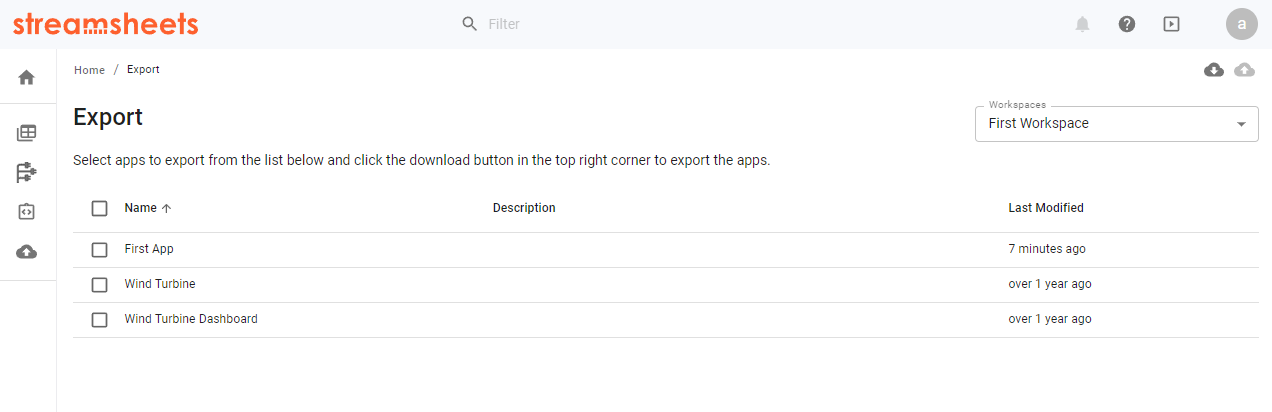 streamsheets
Filter
a
Home / Export
Export
Workspaces
First Workspace
Select apps to export from the list below and click the download button in the top right corner to export the apps.
Name Description Last Modified
First App 7 minutes ago
Wind Turbine over 1 year ago
Wind Turbine Dashboard over 1 year ago